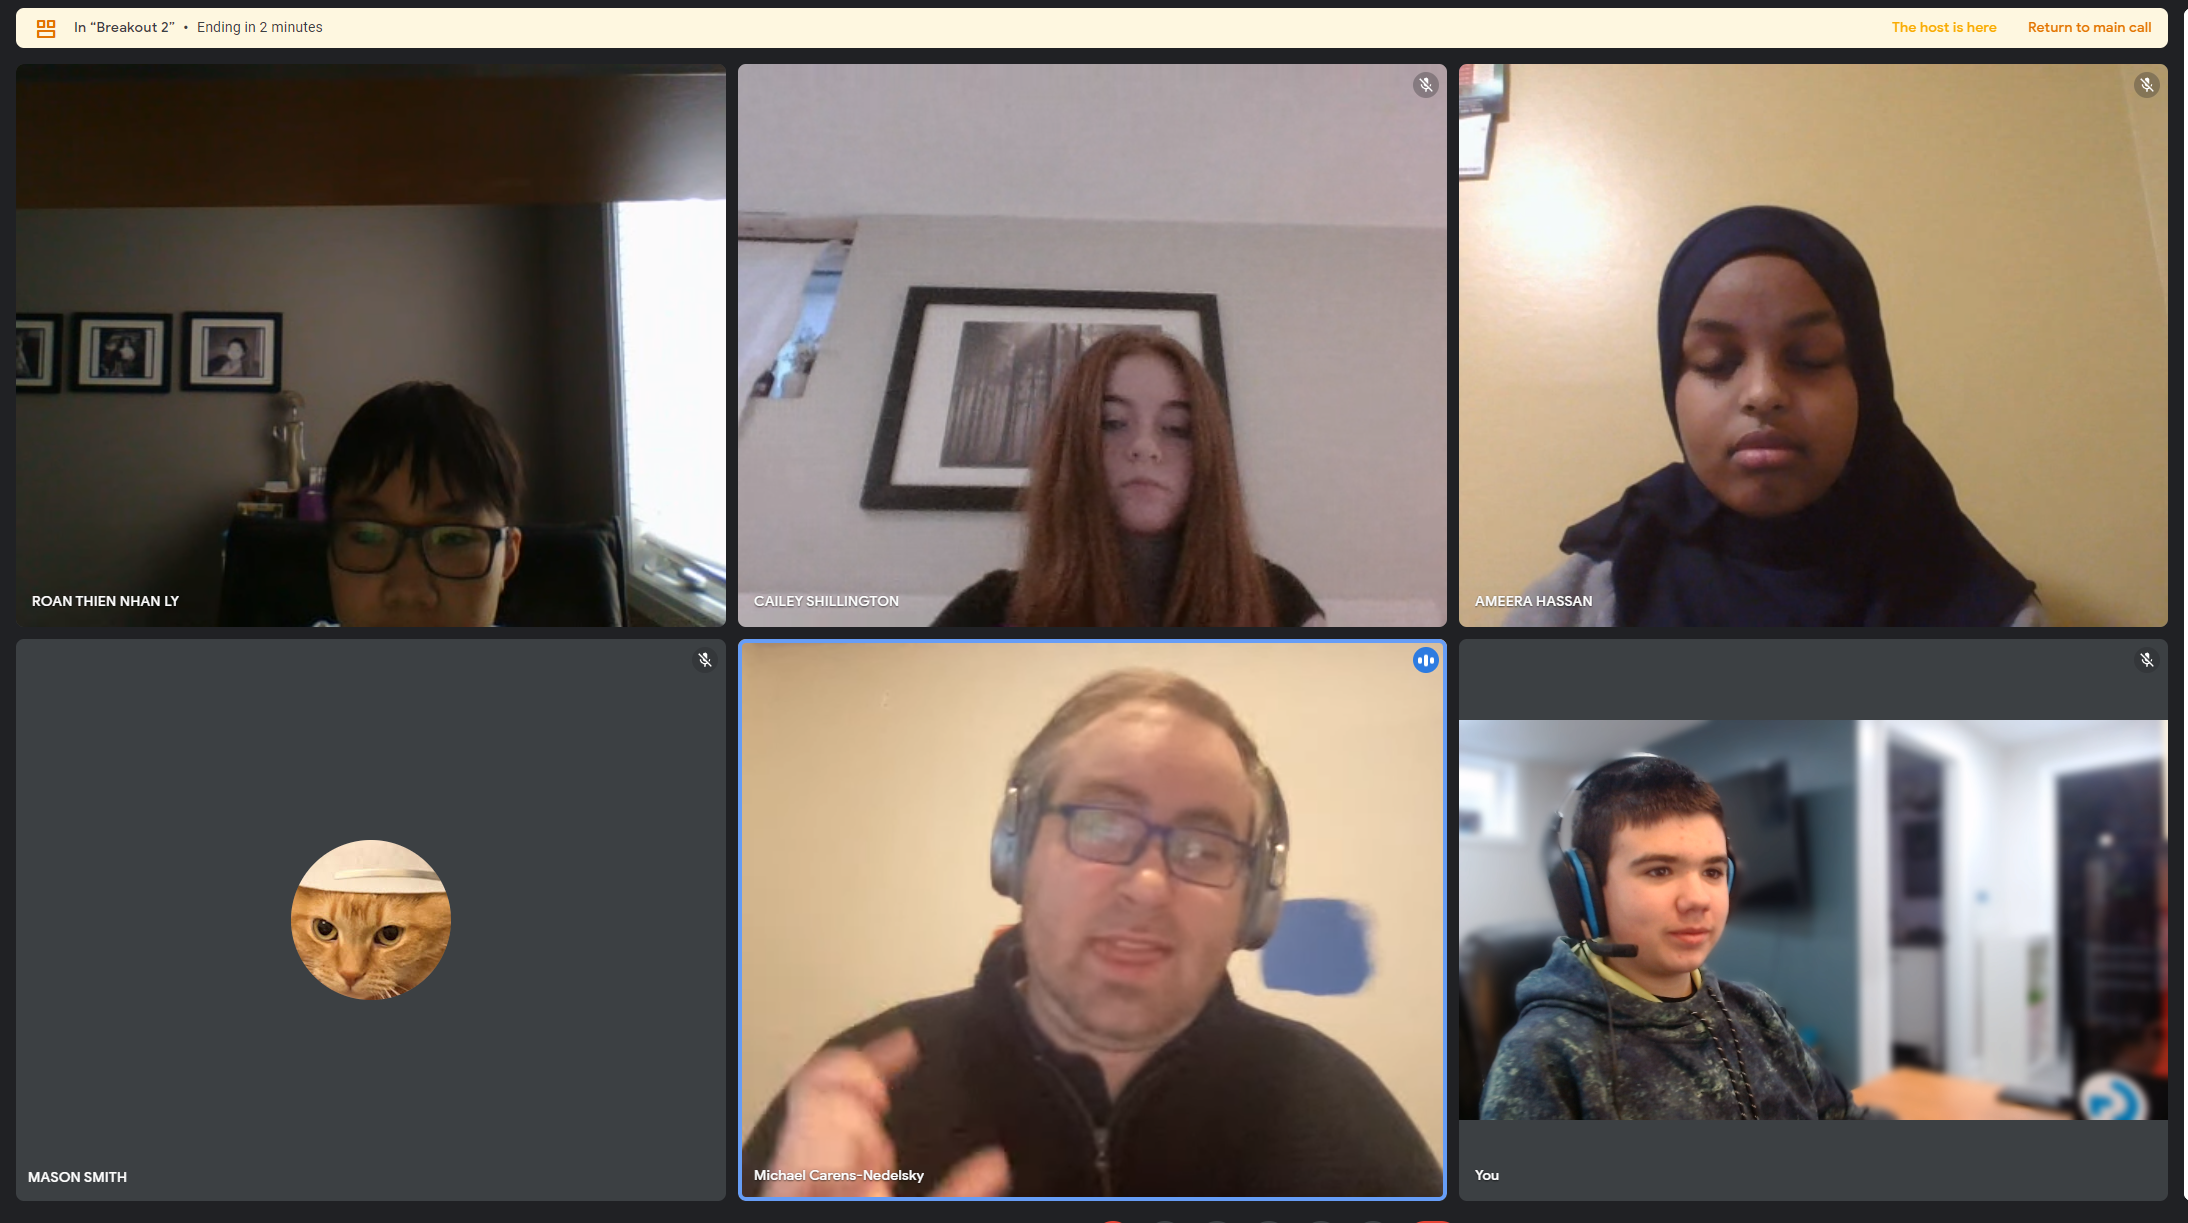 In “Breakout 2” • Ending in 2 minutes
The host is here
Return to main call
ROAN THIEN NHAN LY
CAILEY SHILLINGTON
AMEERA HASSAN
MASON SMITH
Michael Carens-Nedelsky
You